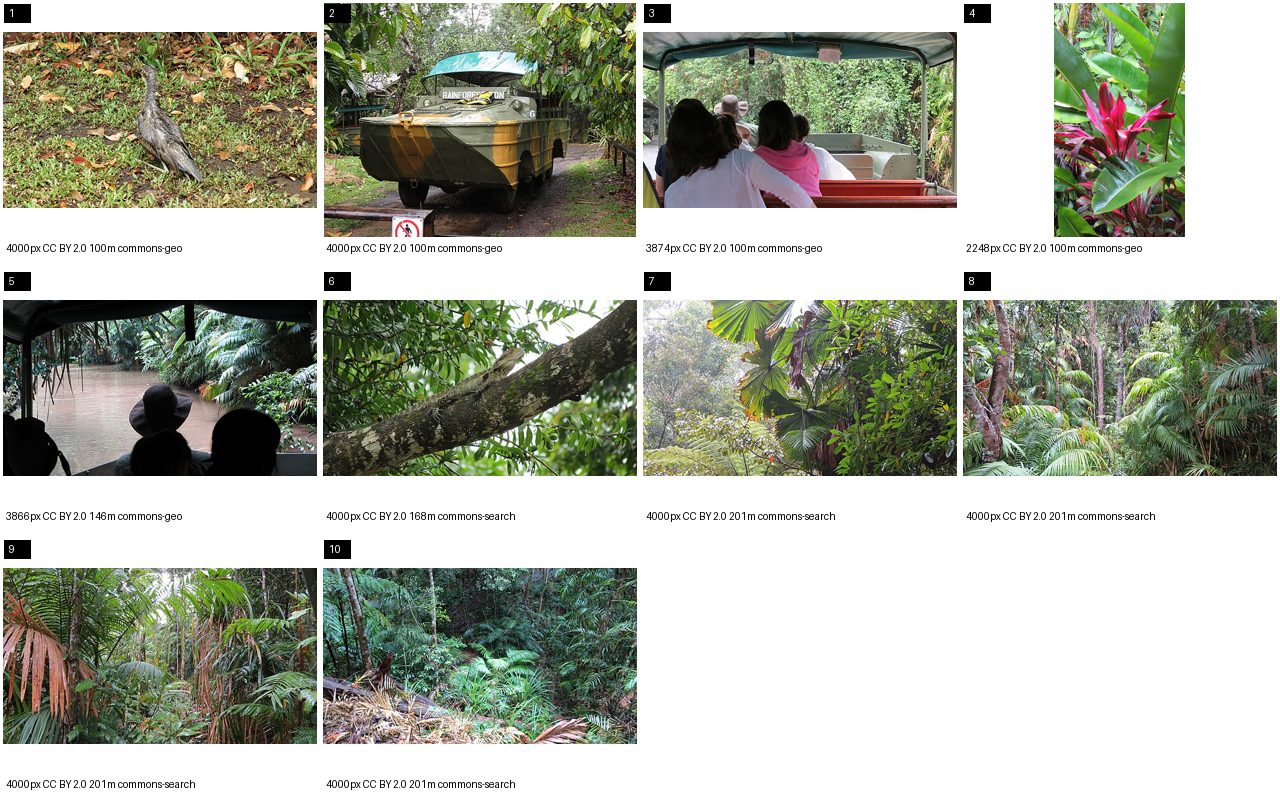 1
2
3
4
4000px CC BY 2.0 100m commons-geo
4000px CC BY 2.0 100m commons-geo
3874px CC BY 2.0 100m commons-geo
2248px CC BY 2.0 100m commons-geo
5
6
7
8
3866px CC BY 2.0 146m commons-geo
4000px CC BY 2.0 168m commons-search
4000px CC BY 2.0 201m commons-search
4000px CC BY 2.0 201m commons-search
9
10
4000px CC BY 2.0 201m commons-search
4000px CC BY 2.0 201m commons-search